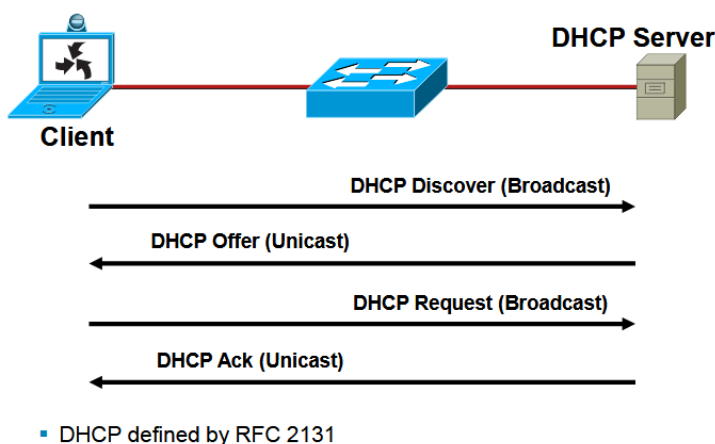 DHCP Server
Client
DHCP Discover (Broadcast)
DHCP Offer (Unicast)
DHCP Request (Broadcast)
DHCP Ack (Unicast)
▪ DHCP defined by RFC 2131